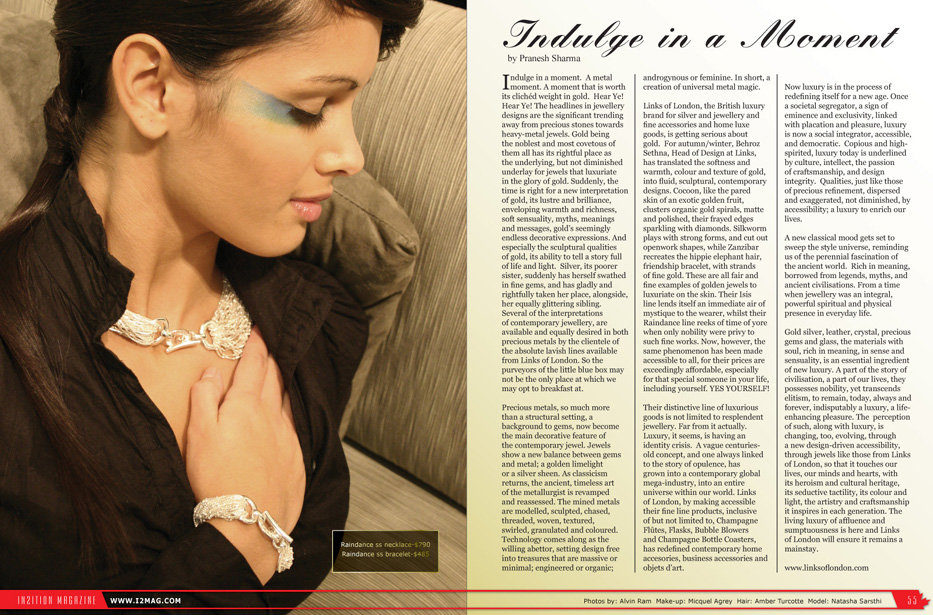 Indulge in a Moment
by Pranesh Sharma
Indulge in a moment. A metal
moment. A moment that is worth
its clichéd weight in gold. Hear Ye!
Hear Ye! The headlines in jewellery
designs are the significant trending
away from precious stones towards
heavy-metal jewels. Gold being
the noblest and most covetous of
them all has its rightful place as
the underlying, but not diminished
underlay for jewels that luxuriate
in the glory of gold. Suddenly, the
time is right for a new interpretation
of gold, its lustre and brilliance,
enveloping warmth and richness,
soft sensuality, myths, meanings
and messages, gold's seemingly
endless decorative expressions. And
especially the sculptural qualities
of gold, its ability to tell a story full
of life and light. Silver, its poorer
sister, suddenly has herself swathed
in fine gems, and has gladly and
rightfully taken her place, alongside,
her equally glittering sibling.
Several of the interpretations
of contemporary jewellery, are
available and equally desired in both
precious metals by the clientele of
the absolute lavish lines available
from Links of London. So the
purveyors of the little blue box may
not be the only place at which we
may opt to breakfast at.
Precious metals, so much more
than a structural setting, a
background to gems, now become
the main decorative feature of
the contemporary jewel. Jewels
show a new balance between gems
and metal; a golden limelight
or a silver sheen. As classicism
returns, the ancient, timeless art
of the metallurgist is revamped
and reassessed. The mined metals
are modelled, sculpted, chased,
threaded, woven, textured,
swirled, granulated and coloured.
Technology comes along as the
willing abettor, setting design free
into treasures that are massive or
minimal; engineered or organic;
androgynous or feminine. In short, a
creation of universal metal magic.
Links of London, the British luxury
brand for silver and jewellery and
fine accessories and home luxe
goods, is getting serious about
gold. For autumn/winter, Behroz
Sethna, Head of Design at Links,
has translated the softness and
warmth, colour and texture of gold,
into fluid, sculptural, contemporary
designs. Cocoon, like the pared
skin of an exotic golden fruit,
clusters organic gold spirals, matte
and polished, their frayed edges
sparkling with diamonds. Silkworm
plays with strong forms, and cut out
openwork shapes, while Zanzibar
recreates the hippie elephant hair,
friendship bracelet, with strands
of fine gold. These are all fair and
fine examples of golden jewels to
luxuriate on the skin. Their Isis
line lends itself an immediate air of
mystique to the wearer, whilst their
Raindance line reeks of time of yore
when only nobility were privy to
such fine works. Now, however, the
same phenomenon has been made
accessible to all, for their prices are
exceedingly affordable, especially
for that special someone in your life,
including yourself. YES YOURSELF!
Their distinctive line of luxurious
goods is not limited to resplendent
jewellery. Far from it actually.
Luxury, it seems, is having an
identity crisis. A vague centuries-
old concept, and one always linked
to the story of opulence, has
grown into a contemporary global
mega-industry, into an entire
universe within our world. Links
of London, by making accessible
their fine line products, inclusive
of but not limited to, Champagne
Flûtes, Flasks, Bubble Blowers
and Champagne Bottle Coasters,
has redefined contemporary home
accesories, business accessories and
objets d'art.
Now luxury is in the process of
redefining itself for a new age. Once
a societal segregator, a sign of
eminence and exclusivity, linked
with placation and pleasure, luxury
is now a social integrator, accessible,
and democratic. Copious and high-
spirited, luxury today is underlined
by culture, intellect, the passion
of craftsmanship, and design
integrity. Qualities, just like those
of precious refinement, dispersed
and exaggerated, not diminished, by
accessibility; a luxury to enrich our
lives.
A new classical mood gets set to
sweep the style universe, reminding
us of the perennial fascination of
the ancient world. Rich in meaning,
borrowed from legends, myths, and
ancient civilisations. From a time
when jewellery was an integral,
powerful spiritual and physical
presence in everyday life.
Gold silver, leather, crystal, precious
gems and glass, the materials with
soul, rich in meaning, in sense and
sensuality, is an essential ingredient
of new luxury. A part of the story of
civilisation, a part of our lives, they
possesses nobility, yet transcends
elitism, to remain, today, always and
forever, indisputably a luxury, a life-
enhancing pleasure. The perception
of such, along with luxury, is
changing, too, evolving, through
a new design-driven accessibility,
through jewels like those from Links
of London, so that it touches our
lives, our minds and hearts, with
its heroism and cultural heritage,
its seductive tactility, its colour and
light, the artistry and craftsmanship
it inspires in each generation. The
living luxury of affluence and
sumptuousness is here and Links
of London will ensure it remains a
mainstay.
www.linksoflondon.com
Raindance ss necklace-$790
Raindance ss bracelet-$485
IN2ITION MAGAZINE WWW.I2MAG.COM
Photos by: Alvin Ram Make-up: Micquel Agrey Hair: Amber Turcotte Model: Natasha Sarsthi
55